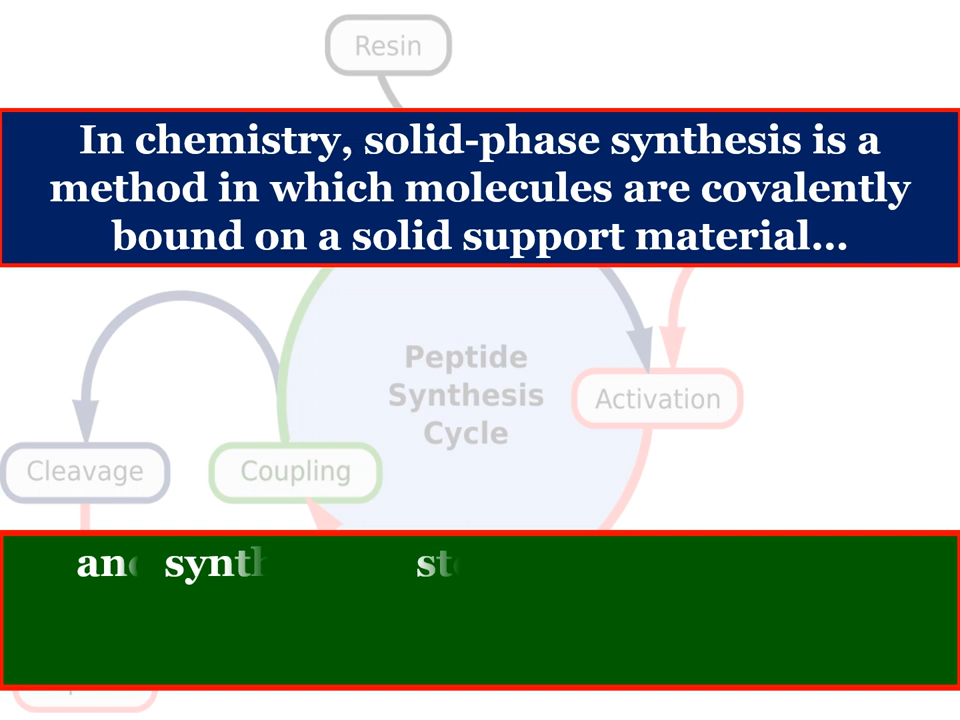 Resin
In chemistry, solid-phase synthesis is a
method in which molecules are covalently
bound on a solid support material...
Peptide
Synthesis
Cycle
Activation
Cleavage
Coupling